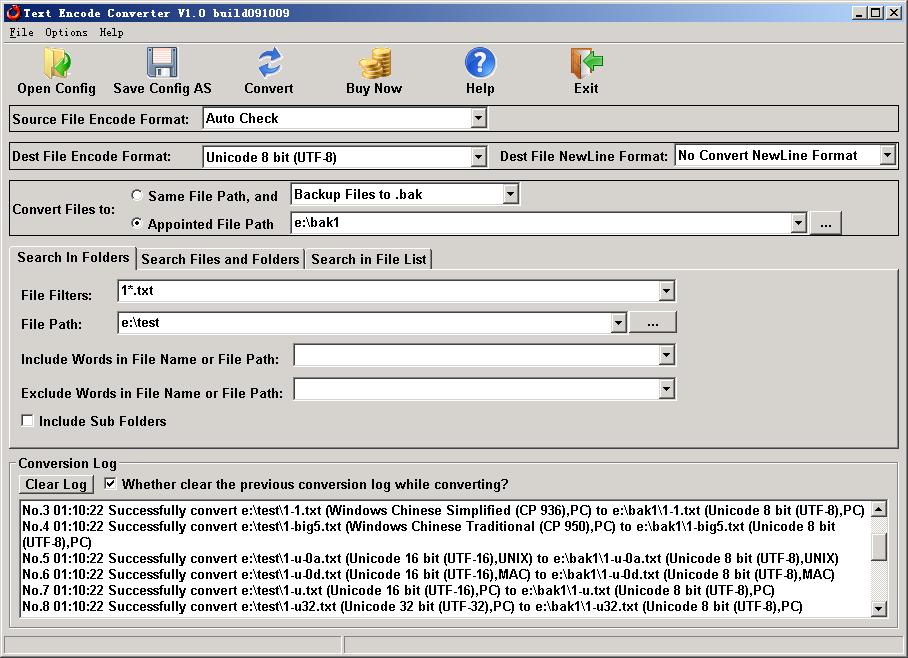 Text Encode Converter V1.0 build091009
File Options Help
Open Config Save Config AS Convert Buy Now Help Exit
Source File Encode Format: Auto Check
Dest File Encode Format: Unicode 8 bit (UTF-8) Dest File NewLine Format: No Convert NewLine Format
Convert Files to:
Same File Path, and Backup Files to .bak
Appointed File Path e:\bak1 ...
Search In Folders Search Files and Folders Search in File List
File Filters: 1*.txt
File Path: e:\test ...
Include Words in File Name or File Path:
Exclude Words in File Name or File Path:
Include Sub Folders
Conversion Log
Clear Log Whether clear the previous conversion log while converting?
No.3 01:10:22 Successfully convert e:\test\1-1.txt (Windows Chinese Simplified (CP 936),PC) to e:\bak1\1-1.txt (Unicode 8 bit (UTF-8),PC)
No.4 01:10:22 Successfully convert e:\test\1-big5.txt (Windows Chinese Traditional (CP 950),PC) to e:\bak1\1-big5.txt (Unicode 8 bit
(UTF-8),PC)
No.5 01:10:22 Successfully convert e:\test\1-u-0a.txt (Unicode 16 bit (UTF-16),UNIX) to e:\bak1\1-u-0a.txt (Unicode 8 bit (UTF-8),UNIX)
No.6 01:10:22 Successfully convert e:\test\1-u-0d.txt (Unicode 16 bit (UTF-16),MAC) to e:\bak1\1-u-0d.txt (Unicode 8 bit (UTF-8),MAC)
No.7 01:10:22 Successfully convert e:\test\1-u.txt (Unicode 16 bit (UTF-16),PC) to e:\bak1\1-u.txt (Unicode 8 bit (UTF-8),PC)
No.8 01:10:22 Successfully convert e:\test\1-u32.txt (Unicode 32 bit (UTF-32),PC) to e:\bak1\1-u32.txt (Unicode 8 bit (UTF-8),PC)